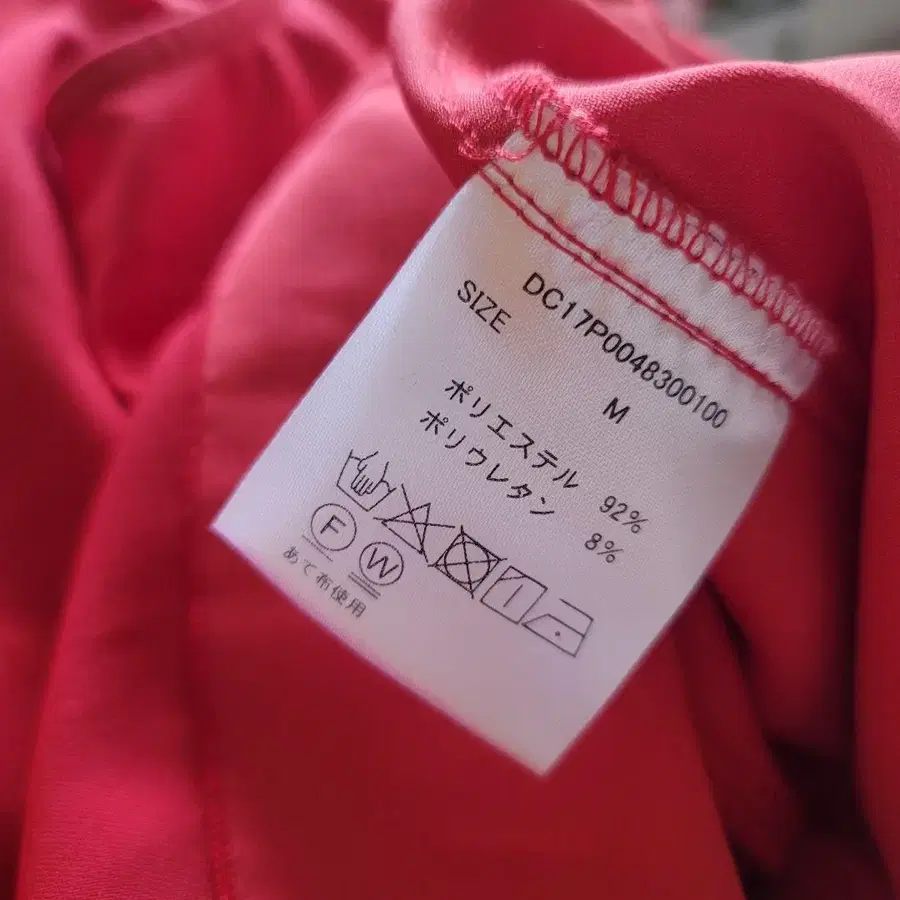 DC17P0048300100
SIZE M
ポリエステル 92%
ポリウレタン 8%
F W
あて布使用